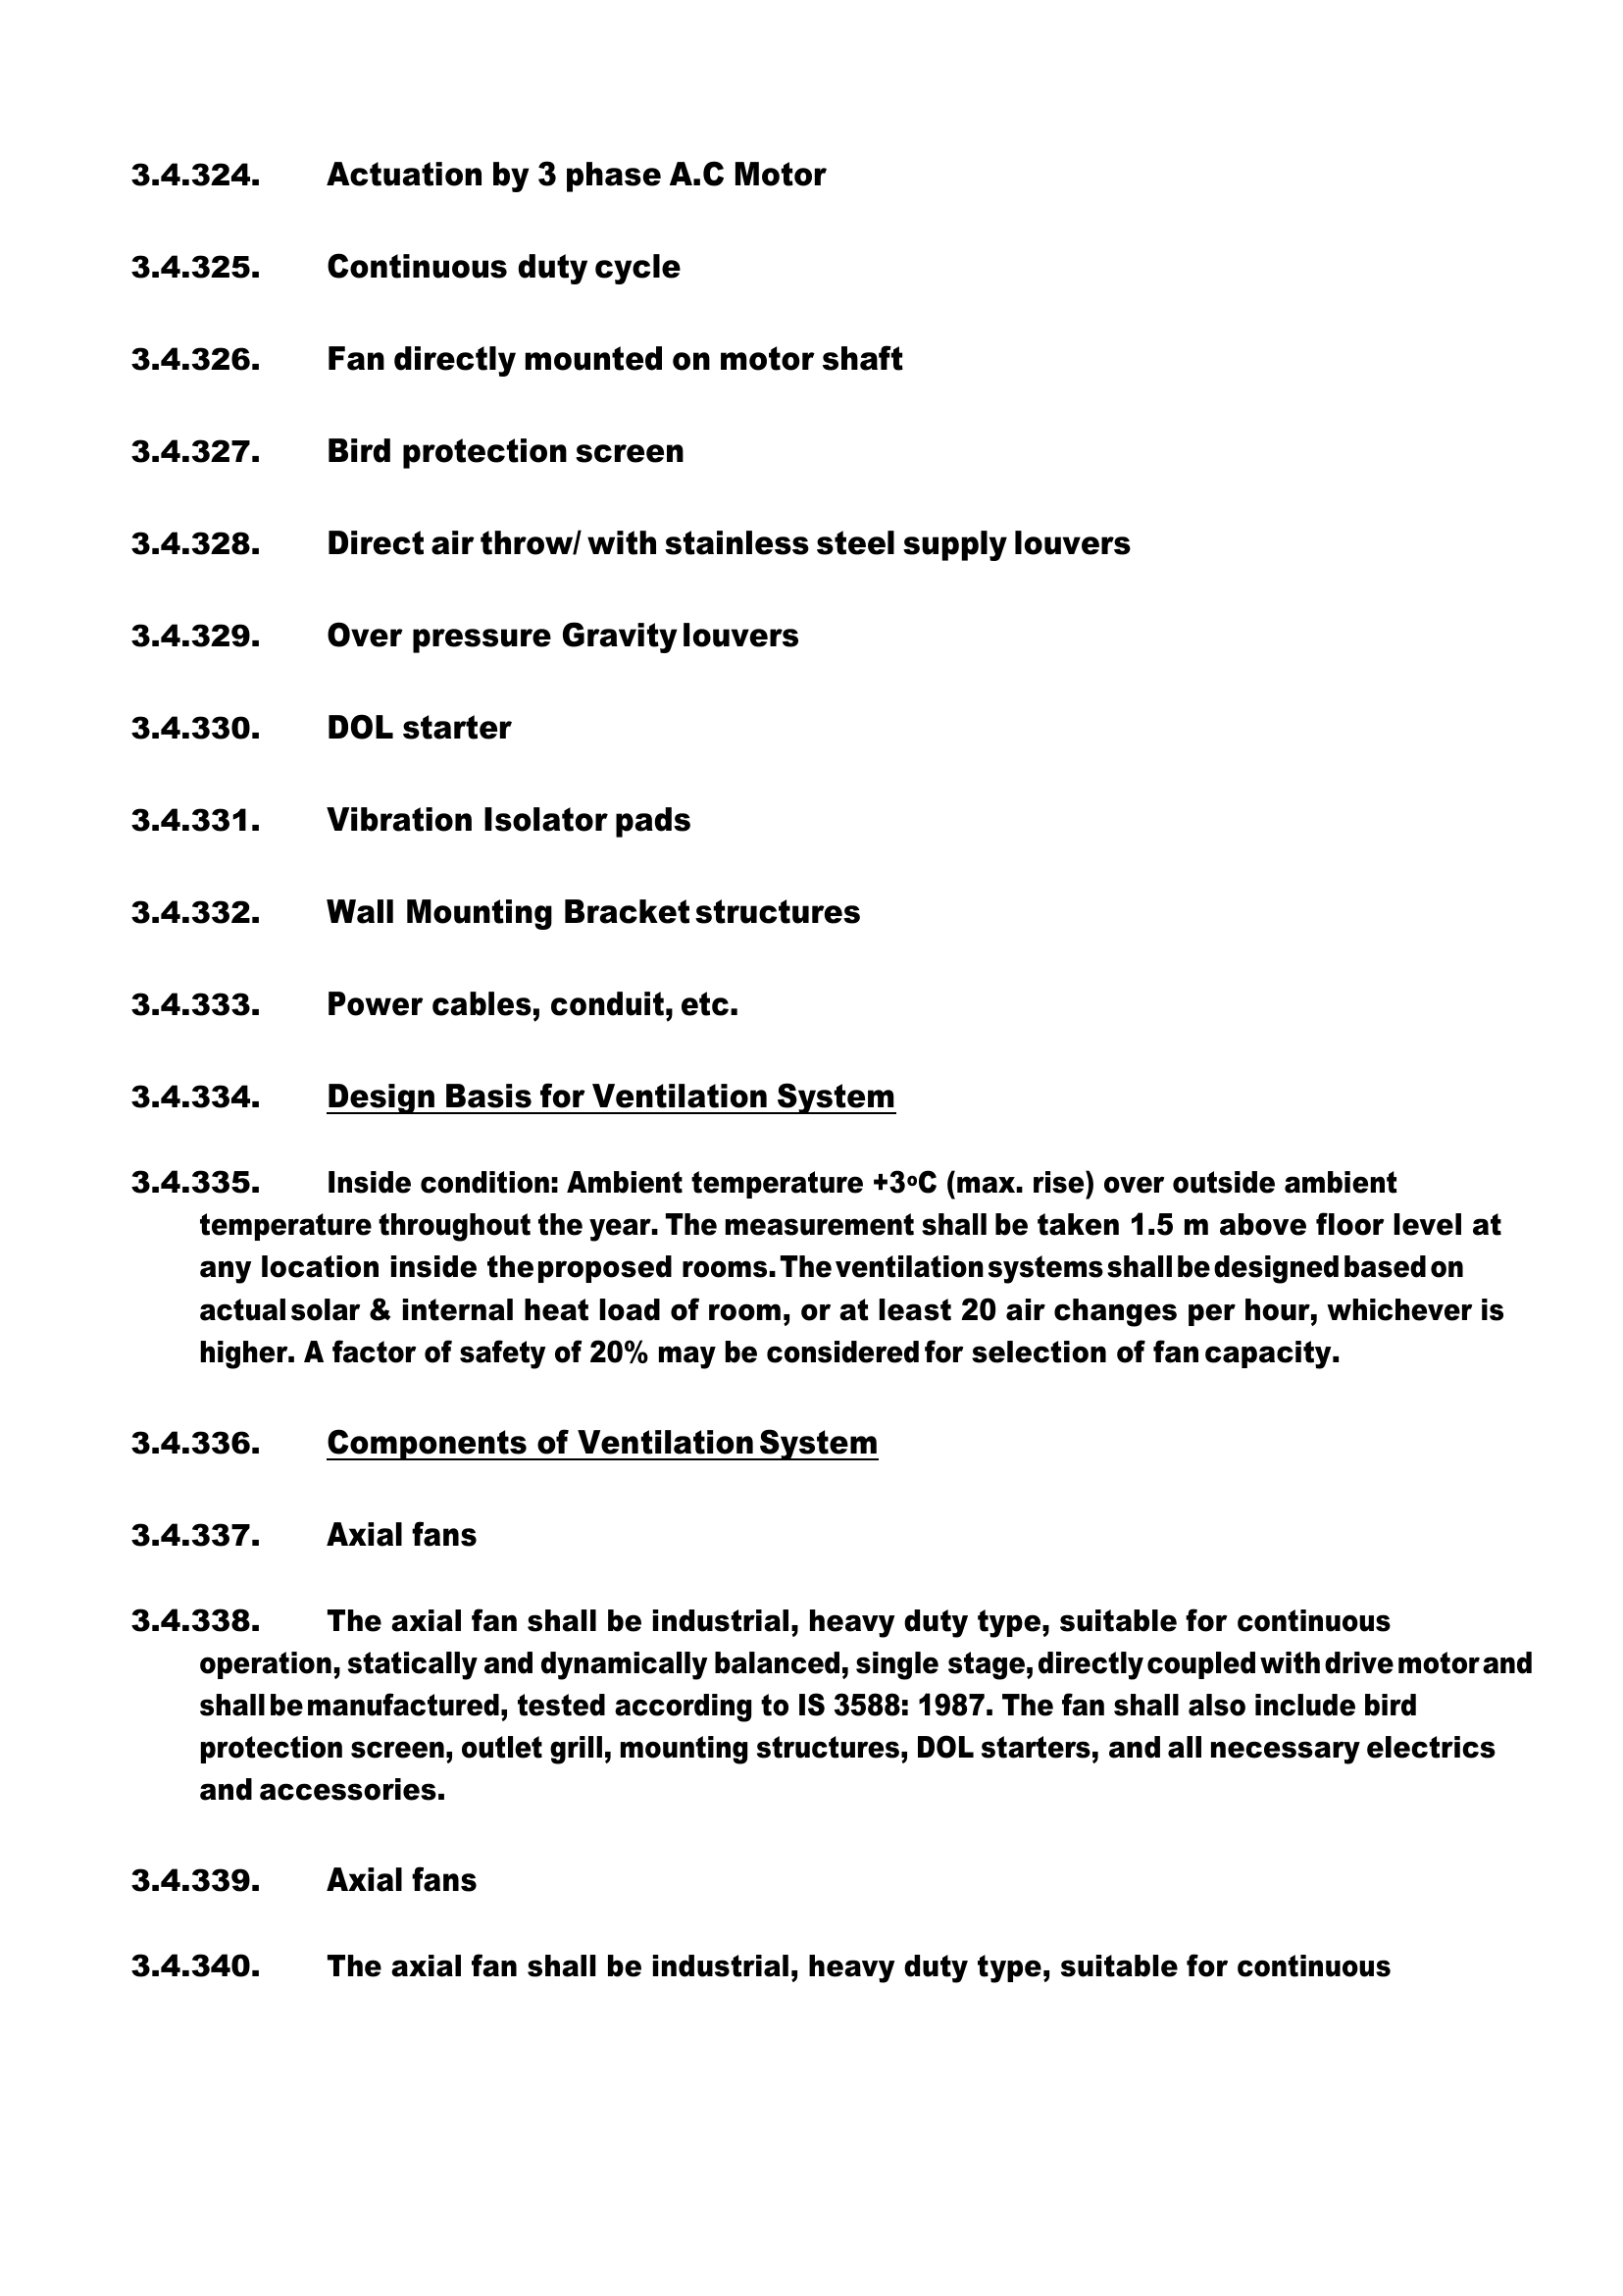 3.4.324. Actuation by 3 phase A.C Motor
3.4.325. Continuous duty cycle
3.4.326. Fan directly mounted on motor shaft
3.4.327. Bird protection screen
3.4.328. Direct air throw/ with stainless steel supply louvers
3.4.329. Over pressure Gravity louvers
3.4.330. DOL starter
3.4.331. Vibration Isolator pads
3.4.332. Wall Mounting Bracket structures
3.4.333. Power cables, conduit, etc.
3.4.334. Design Basis for Ventilation System
3.4.335. Inside condition: Ambient temperature +3ºC (max. rise) over outside ambient
temperature throughout the year. The measurement shall be taken 1.5 m above floor level at
any location inside the proposed rooms. The ventilation systems shall be designed based on
actual solar & internal heat load of room, or at least 20 air changes per hour, whichever is
higher. A factor of safety of 20% may be considered for selection of fan capacity.
3.4.336. Components of Ventilation System
3.4.337. Axial fans
3.4.338. The axial fan shall be industrial, heavy duty type, suitable for continuous
operation, statically and dynamically balanced, single stage, directly coupled with drive motor and
shall be manufactured, tested according to IS 3588: 1987. The fan shall also include bird
protection screen, outlet grill, mounting structures, DOL starters, and all necessary electrics
and accessories.
3.4.339. Axial fans
3.4.340. The axial fan shall be industrial, heavy duty type, suitable for continuous